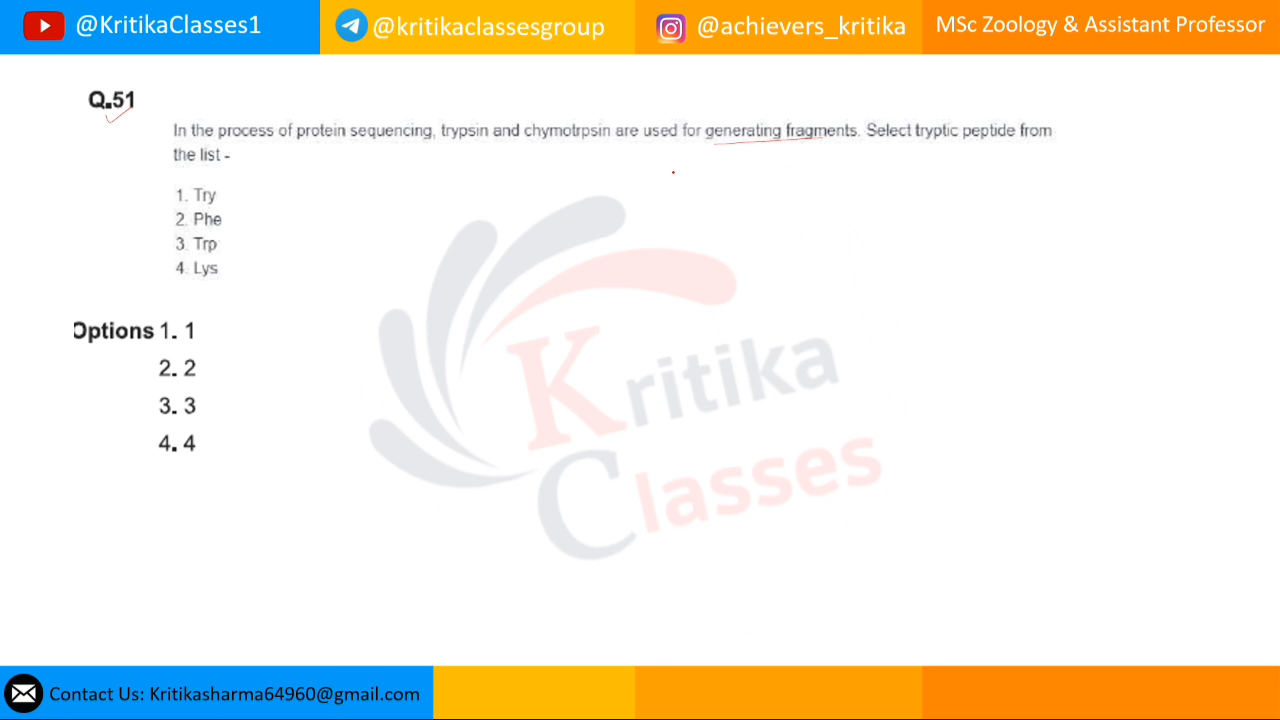 @KritikaClasses1
@kritikaclassesgroup
@achievers_kritika
MSc Zoology & Assistant Professor
Q.51
In the process of protein sequencing, trypsin and chymotrpsin are used for generating fragments. Select tryptic peptide from
the list -
1. Try
2. Phe
3. Trp
4. Lys
Options 1. 1
2. 2
3. 3
4. 4
Kritika
Classes
Contact Us: Kritikasharma64960@gmail.com